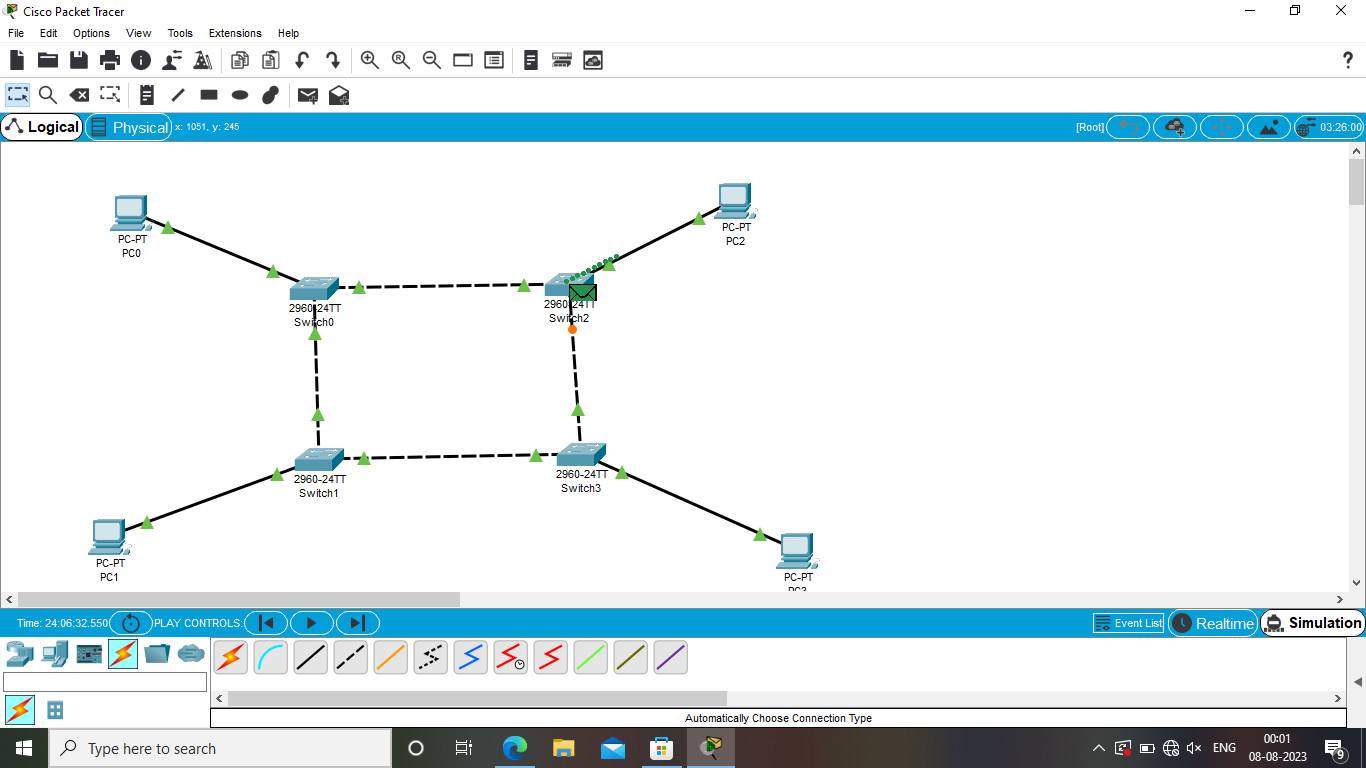 Cisco Packet Tracer
File Edit Options View Tools Extensions Help
Logical Physical x: 1051, y: 245 [Root] 03:26:00
PC-PT
PC0
PC-PT
PC2
2960-24TT
Switch0
2960-24TT
Switch2
2960-24TT
Switch1
2960-24TT
Switch3
PC-PT
PC1
PC-PT
PC3
Time: 24:06:32.550 PLAY CONTROLS: Event List Realtime Simulation
Automatically Choose Connection Type
Type here to search ENG 00:01
08-08-2023 9